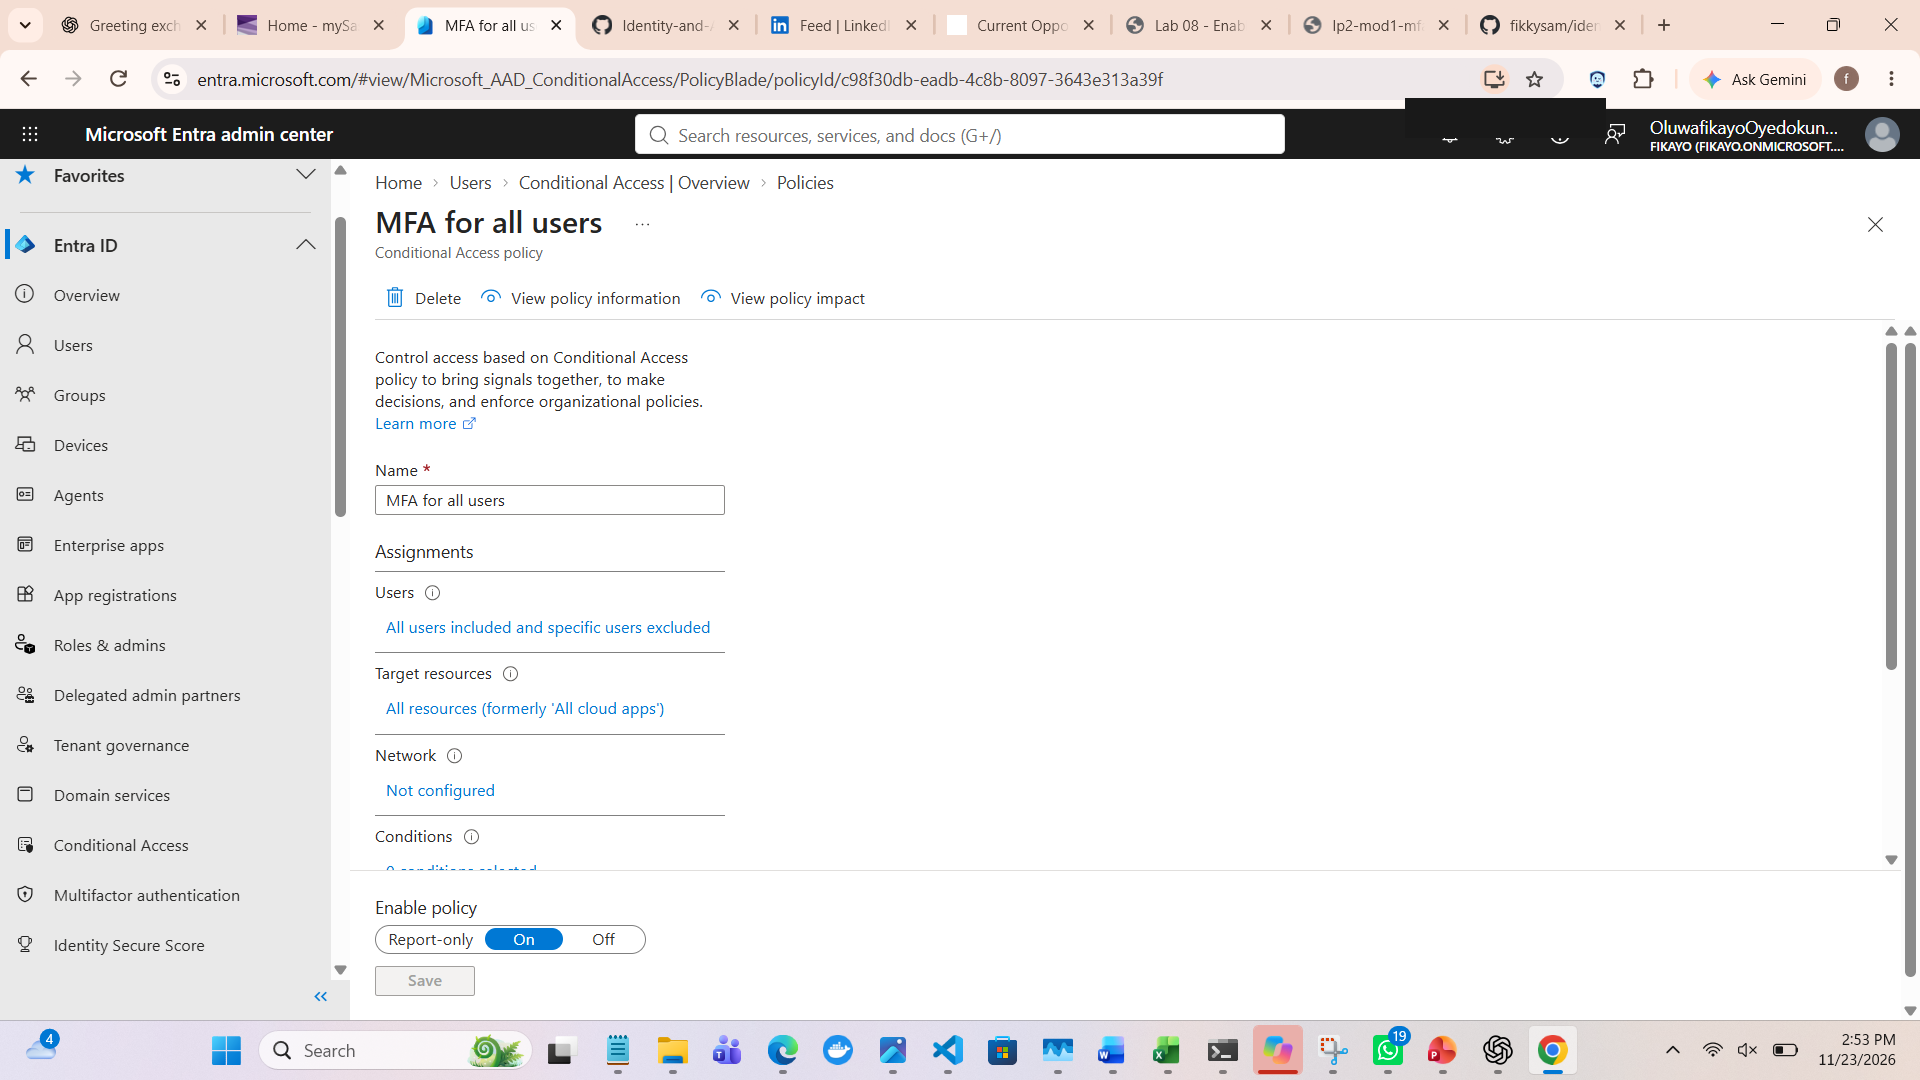 Greeting exch
Home - mySa
MFA for all us
Identity-and-A
Feed | LinkedI
Current Oppo
Lab 08 - Enab
lp2-mod1-mf
fikkysam/iden
entra.microsoft.com/#view/Microsoft_AAD_ConditionalAccess/PolicyBlade/policyId/c98f30db-eadb-4c8b-8097-3643e313a39f
Ask Gemini
f
Microsoft Entra admin center
Search resources, services, and docs (G+/)
OluwafikayoOyedokun...
FIKAYO (FIKAYO.ONMICROSOFT....
Favorites
Entra ID
Overview
Users
Groups
Devices
Agents
Enterprise apps
App registrations
Roles & admins
Delegated admin partners
Tenant governance
Domain services
Conditional Access
Multifactor authentication
Identity Secure Score
Home > Users > Conditional Access | Overview > Policies
MFA for all users ...
Conditional Access policy
Delete
View policy information
View policy impact
Control access based on Conditional Access
policy to bring signals together, to make
decisions, and enforce organizational policies.
Learn more
Name *
MFA for all users
Assignments
Users
All users included and specific users excluded
Target resources
All resources (formerly 'All cloud apps')
Network
Not configured
Conditions
0 conditions selected
Enable policy
Report-only On Off
Save
4
Search
19
2:53 PM
11/23/2026